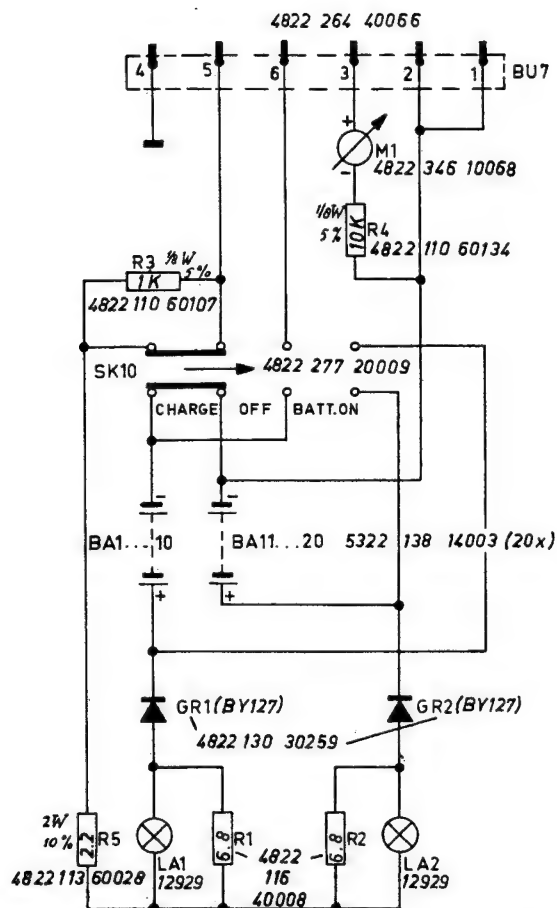 4822 264 40066
4 5 6 3 2 1 BU7
+
M1
-
4822 346 10068
1/8W 5% 10K R4
4822 110 60134
R3 1/8 W 5%
1K
4822 110 60107
SK10 4822 277 20009
CHARGE OFF BATT.ON
- -
BA1...10 BA11...20 5322 138 14003 (20x)
+ +
GR1 (BY127) GR2 (BY127)
4822 130 30259
2W 10% 2.2 R5
4822 113 60028
LA1
12929
6.8 R1
4822 116 40008
6.8 R2
LA2
12929